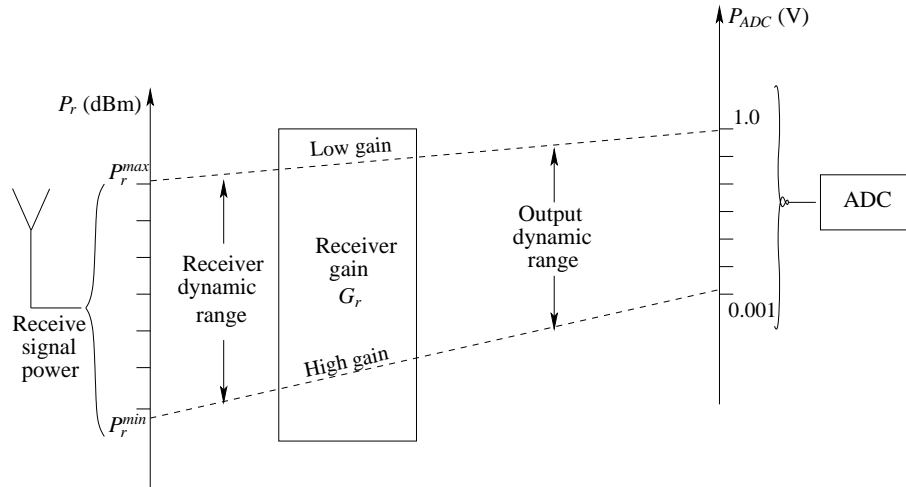 P_ADC (V)
P_r (dBm)
1.0
Low gain
P_r^max
ADC
Output
dynamic
range
Receiver
dynamic
range
Receiver
gain
G_r
0.001
Receive
signal
power
High gain
P_r^min